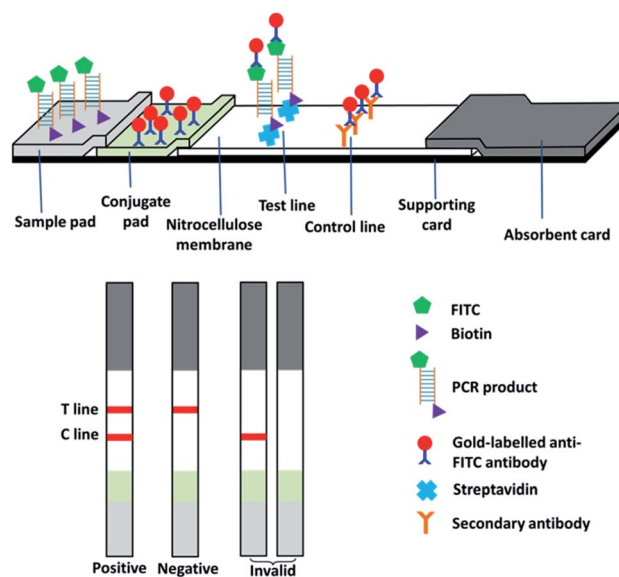 Sample pad
Conjugate
pad
Nitrocellulose
membrane
Test line
Control line
Supporting
card
Absorbent card
T line
C line
Positive
Negative
Invalid
FITC
Biotin
PCR product
Gold-labelled anti-
FITC antibody
Streptavidin
Secondary antibody